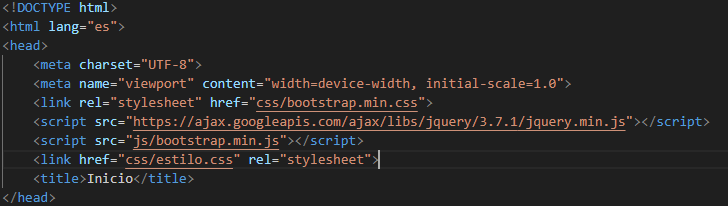 <!DOCTYPE html>
<html lang="es">
<head>
    <meta charset="UTF-8">
    <meta name="viewport" content="width=device-width, initial-scale=1.0">
    <link rel="stylesheet" href="css/bootstrap.min.css">
    <script src="https://ajax.googleapis.com/ajax/libs/jquery/3.7.1/jquery.min.js"></script>
    <script src="js/bootstrap.min.js"></script>
    <link href="css/estilo.css" rel="stylesheet">
    <title>Inicio</title>
</head>